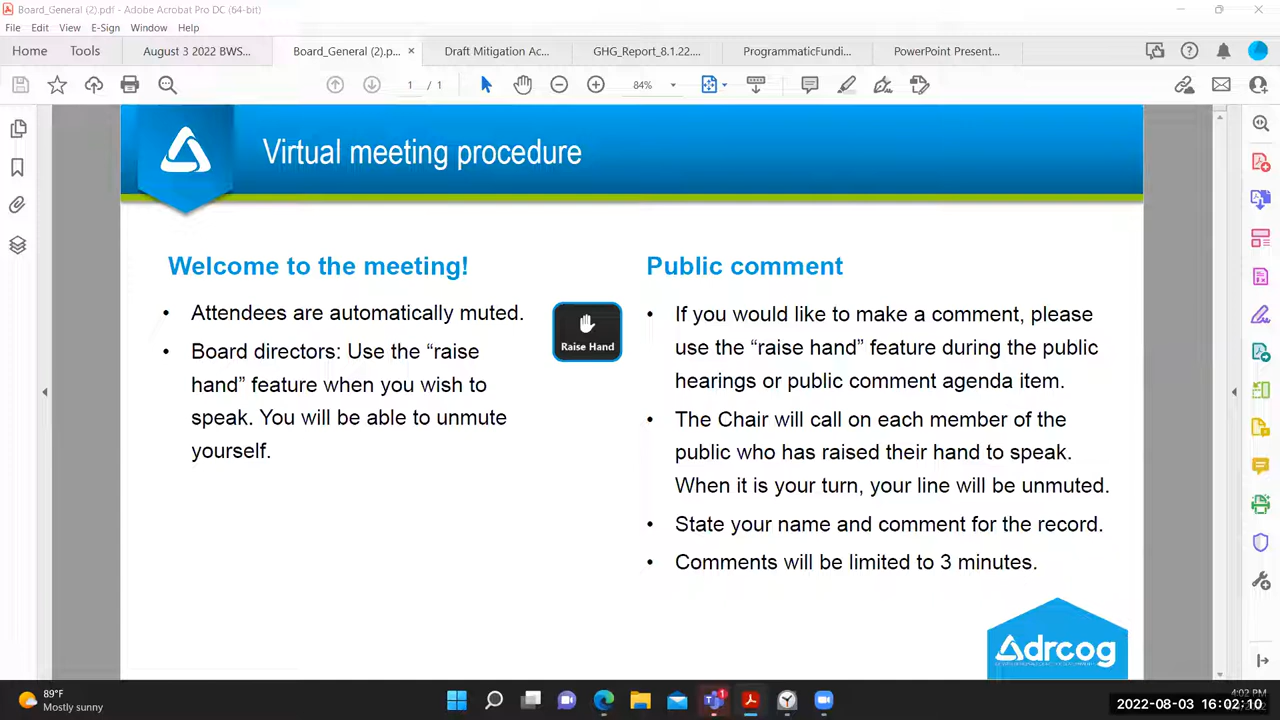 Board_General (2).pdf - Adobe Acrobat Pro DC (64-bit)
File Edit View E-Sign Window Help
Home Tools August 3 2022 BWS... Board_General (2).p... × Draft Mitigation Ac... GHG_Report_8.1.22.... ProgrammaticFundi... PowerPoint Present...
1 / 1 84%
Virtual meeting procedure
Welcome to the meeting!
• Attendees are automatically muted.
• Board directors: Use the “raise
hand” feature when you wish to
speak. You will be able to unmute
yourself.
Raise Hand
Public comment
• If you would like to make a comment, please
use the “raise hand” feature during the public
hearings or public comment agenda item.
• The Chair will call on each member of the
public who has raised their hand to speak.
When it is your turn, your line will be unmuted.
• State your name and comment for the record.
• Comments will be limited to 3 minutes.
drcog
89°F
Mostly sunny
1
4:02 PM
2022-08-03 16:02:10